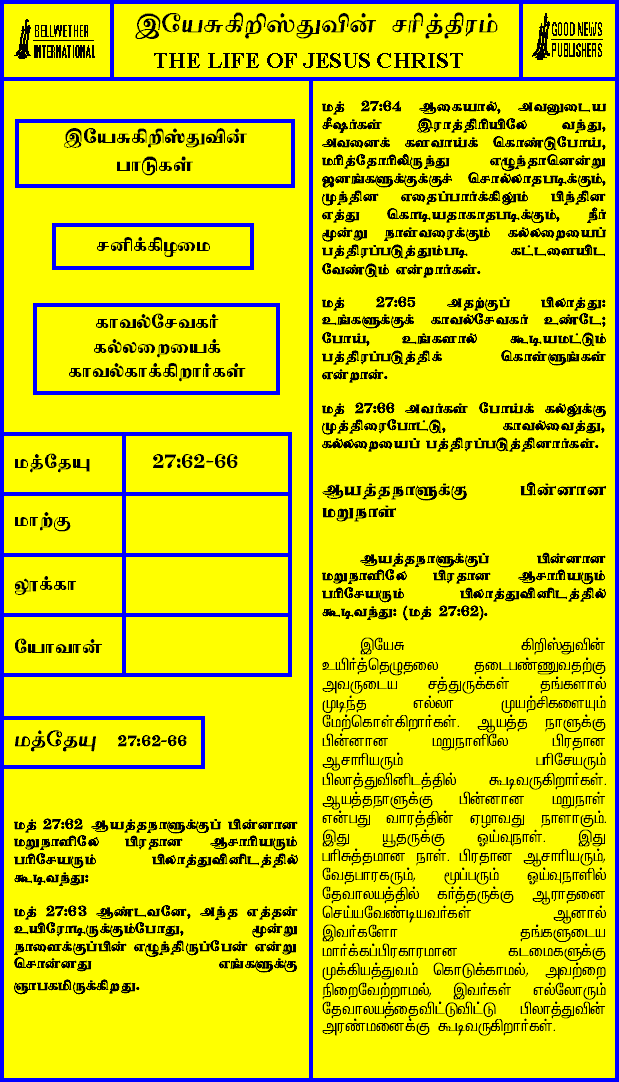 BELLWETHER
INTERNATIONAL
இயேசுகிறிஸ்துவின் சரித்திரம்
THE LIFE OF JESUS CHRIST
GOOD NEWS
PUBLISHERS
இயேசுகிறிஸ்துவின்
பாடுகள்
சனிக்கிழமை
காவல்சேவகர்
கல்லறையைக்
காவல்காக்கிறார்கள்
மத்தேயு 27:62-66
மாற்கு
லூக்கா
யோவான்
மத்தேயு 27:62-66
மத் 27:62 ஆயத்தநாளுக்குப் பின்னான
மறுநாளிலே பிரதான ஆசாரியரும்
பரிசேயரும் பிலாத்துவினிடத்தில்
கூடிவந்து:
மத் 27:63 ஆண்டவனே, அந்த எத்தன்
உயிரோடிருக்கும்போது, மூன்று
நாளைக்குப்பின் எழுந்திருப்பேன் என்று
சொன்னது எங்களுக்கு
ஞாபகமிருக்கிறது.
மத் 27:64 ஆகையால், அவனுடைய
சீஷர்கள் இராத்திரியிலே வந்து,
அவனைக் களவாய்க் கொண்டுபோய்,
மரித்தோரிலிருந்து எழுந்தானென்று
ஜனங்களுக்குக்குச் சொல்லாதபடிக்கும்,
முந்தின எதைப்பார்க்கிலும் பிந்தின
எத்து கொடியதாகாதபடிக்கும், நீர்
மூன்று நாள்வரைக்கும் கல்லறையைப்
பத்திரப்படுத்தும்படி கட்டளையிட
வேண்டும் என்றார்கள்.
மத் 27:65 அதற்குப் பிலாத்து:
உங்களுக்குக் காவல்சேவகர் உண்டே;
போய், உங்களால் கூடியமட்டும்
பத்திரப்படுத்திக் கொள்ளுங்கள்
என்றான்.
மத் 27:66 அவர்கள் போய்க் கல்லுக்கு
முத்திரைபோட்டு, காவல்வைத்து,
கல்லறையைப் பத்திரப்படுத்தினார்கள்.
ஆயத்தநாளுக்கு பின்னான
மறுநாள்
ஆயத்தநாளுக்குப் பின்னான
மறுநாளிலே பிரதான ஆசாரியரும்
பரிசேயரும் பிலாத்துவினிடத்தில்
கூடிவந்து: (மத் 27:62).
இயேசு கிறிஸ்துவின்
உயிர்த்தெழுதலை தடைபண்ணுவதற்கு
அவருடைய சத்துருக்கள் தங்களால்
முடிந்த எல்லா முயற்சிகளையும்
மேற்கொள்கிறார்கள். ஆயத்த நாளுக்கு
பின்னான மறுநாளிலே பிரதான
ஆசாரியரும் பரிசேயரும்
பிலாத்துவினிடத்தில் கூடிவருகிறார்கள்.
ஆயத்தநாளுக்கு பின்னான மறுநாள்
என்பது வாரத்தின் ஏழாவது நாளாகும்.
இது யூதருக்கு ஓய்வுநாள். இது
பரிசுத்தமான நாள். பிரதான ஆசாரியரும்,
வேதபாரகரும், மூப்பரும் ஓய்வுநாளில்
தேவாலயத்தில் கர்த்தருக்கு ஆராதனை
செய்யவேண்டியவர்கள் ஆனால்
இவர்களோ தங்களுடைய
மார்க்கப்பிரகாரமான கடமைகளுக்கு
முக்கியத்துவம் கொடுக்காமல், அவற்றை
நிறைவேற்றாமல், இவர்கள் எல்லோரும்
தேவாலயத்தைவிட்டுவிட்டு பிலாத்துவின்
அரண்மனைக்கு கூடிவருகிறார்கள்.